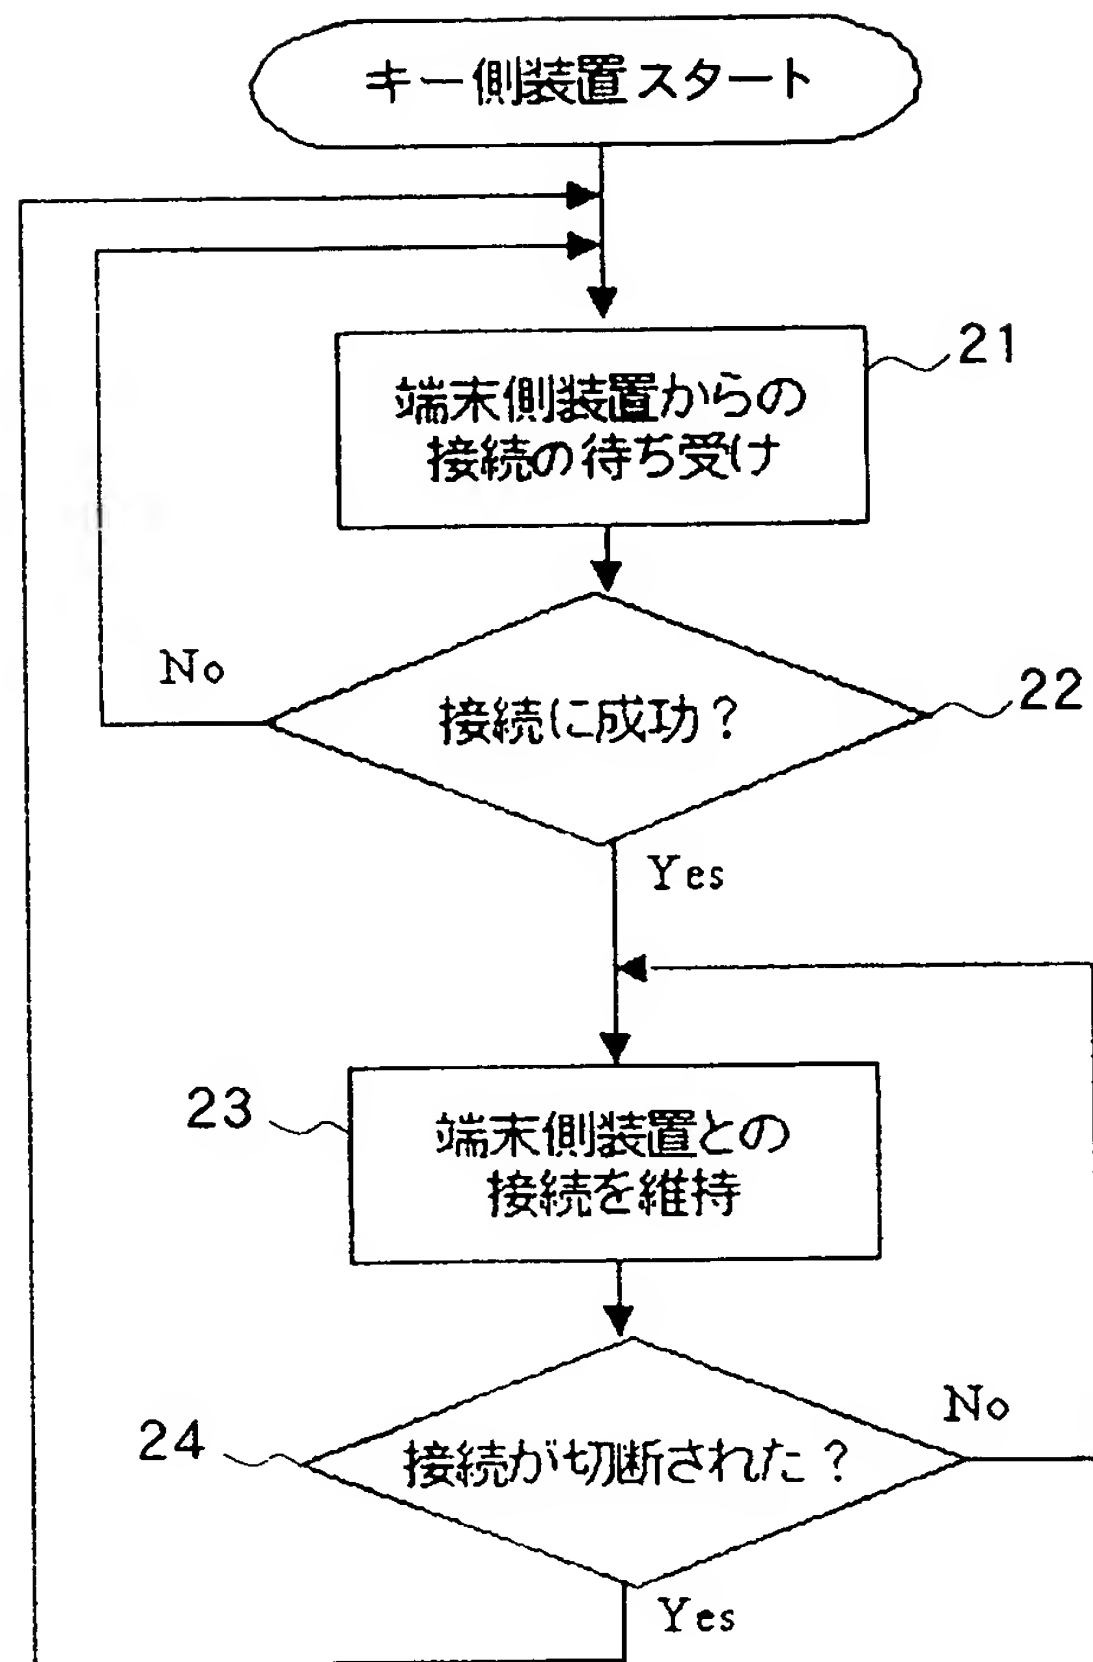 キー側装置スタート
21
端末側装置からの
接続の待ち受け
No
接続に成功？
22
Yes
23
端末側装置との
接続を維持
No
24
接続が切断された？
Yes